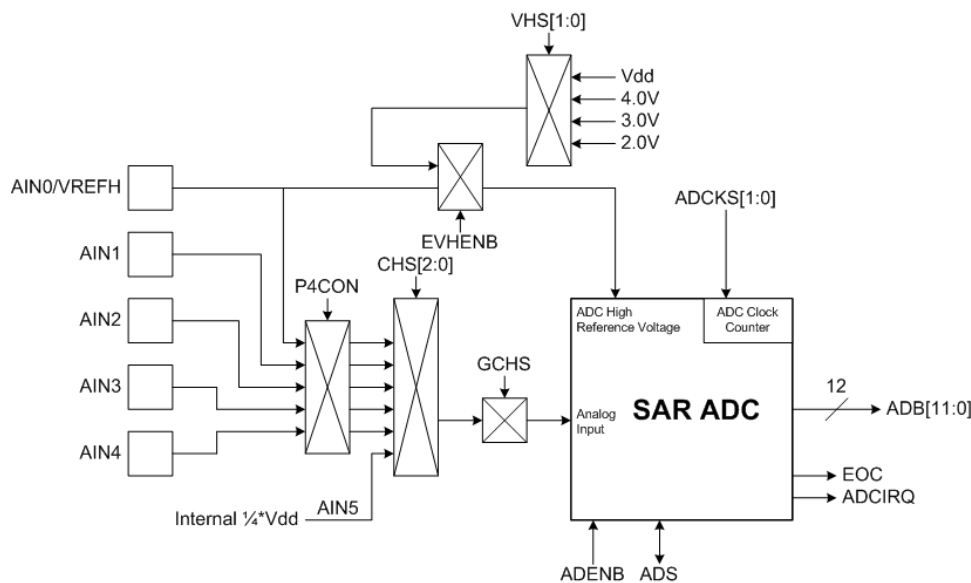 VHS[1:0]
Vdd
4.0V
3.0V
2.0V
AIN0/VREFH
EVHENB
ADCKS[1:0]
AIN1
CHS[2:0]
P4CON
AIN2
ADC High
Reference Voltage
ADC Clock
Counter
AIN3
GCHS
Analog
Input
SAR ADC
12
ADB[11:0]
AIN4
EOC
ADCIRQ
Internal ¼*Vdd
AIN5
ADENB
ADS